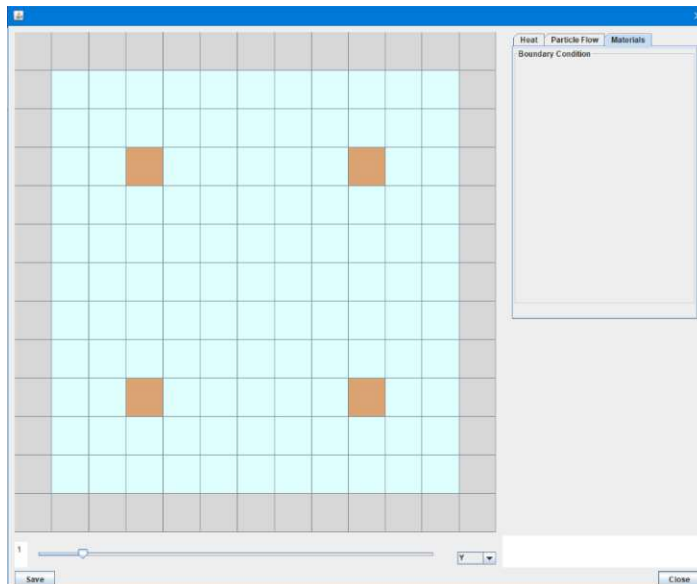 Heat Particle Flow Materials
Boundary Condition
1
Y
Save Close